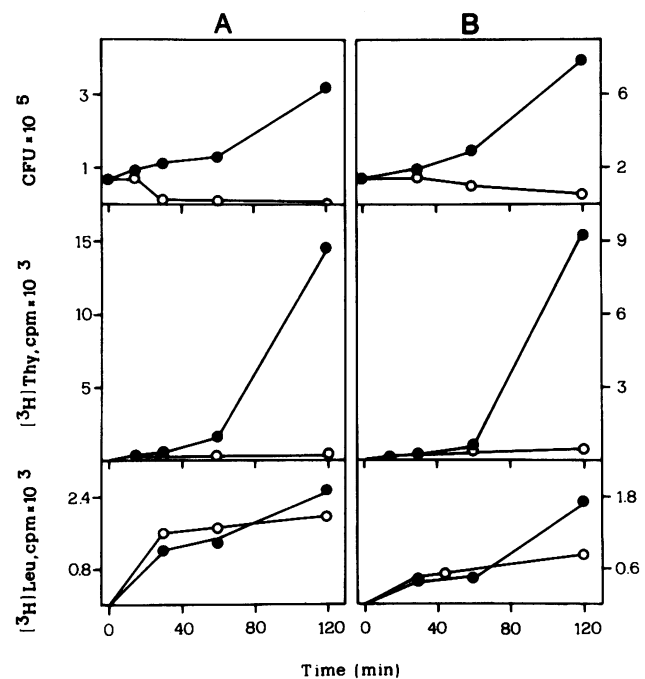 A B
CFU × 10 5
3
1
6
2
[3H]Thy, cpm × 10 3
15
10
5
9
6
3
[3H]Leu, cpm × 10 3
2.4
0.8
1.8
0.6
0 40 80 120 0 40 80 120
Time (min)